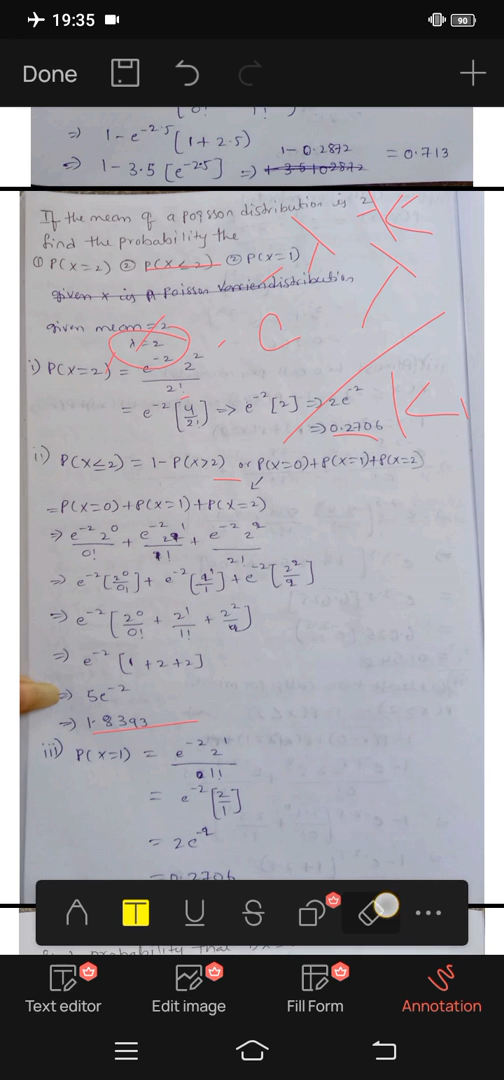 19:35
90
Done
⇒ 1-e^-2.5 (1+2.5)
⇒ 1-3.5 [e^-2.5] ⇒ 1-0.2872 = 0.713
If the mean of a poisson distribution is 2
find the probability the
① P(x=2) ② P(x≤2) ③ P(x=1)
given mean = 2
λ=2
i) P(x=2) = e^-2 2^2 / 2!
= e^-2 [4/2!] ⇒ e^-2 [2] ⇒ 2e^-2
⇒ 0.2706
ii) P(x≤2) = 1-P(x>2) or P(x=0)+P(x=1)+P(x=2)
= P(x=0)+P(x=1)+P(x=2)
⇒ e^-2 2^0 / 0! + e^-2 2^1 / 1! + e^-2 2^2 / 2!
⇒ e^-2 [2^0/0!] + e^-2 [2^1/1] + e^-2 [2^2/2]
⇒ e^-2 [2^0/0! + 2^1/1! + 2^2/2]
⇒ e^-2 [1+2+2]
⇒ 5e^-2
⇒ 1.8393
iii) P(x=1) = e^-2 2^1 / 1!
= e^-2 [2/1]
= 2e^-2
= 0.2706
probability that
Text editor
Edit image
Fill Form
Annotation